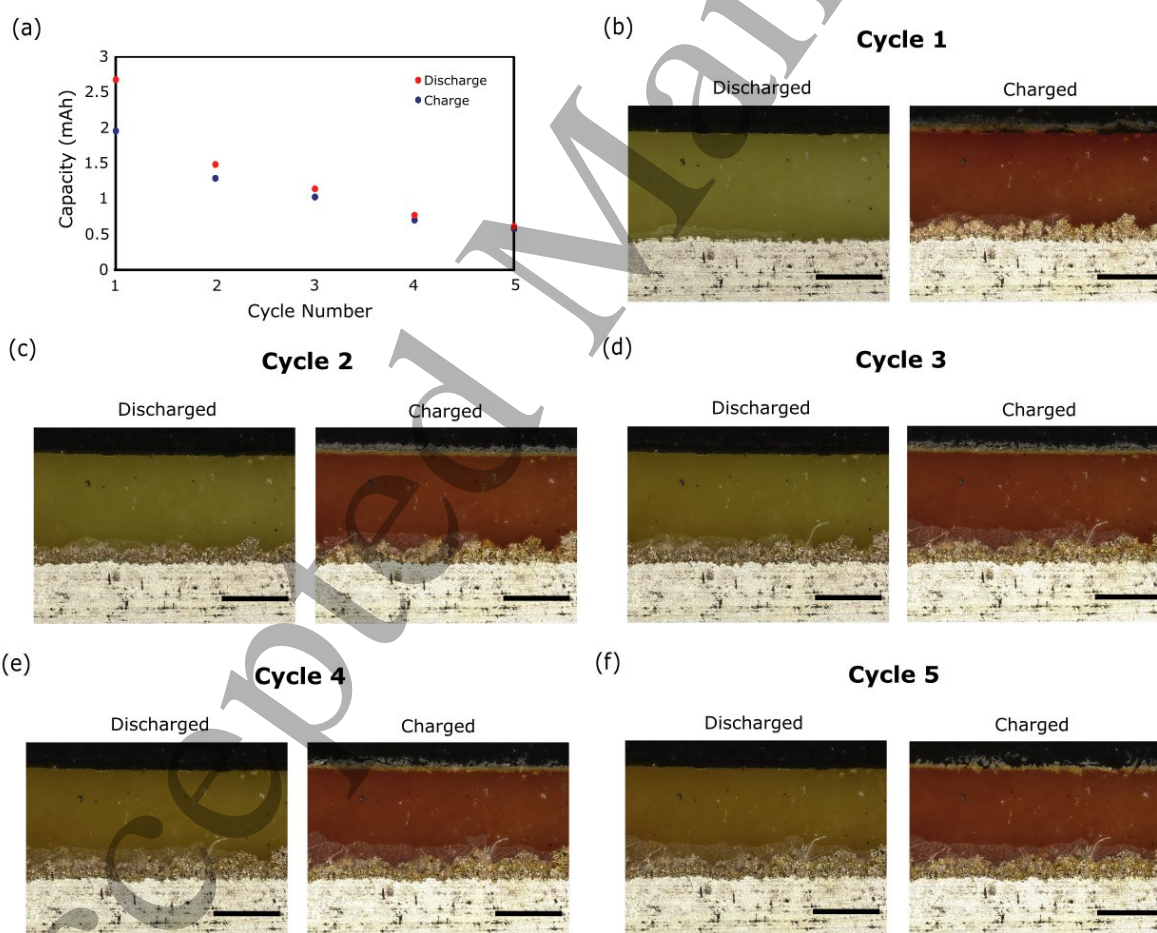 (a)
3
2.5
2
1.5
1
0.5
0
Capacity (mAh)
Discharge
Charge
1 2 3 4 5
Cycle Number
(b)
Cycle 1
Discharged Charged
(c)
Cycle 2
Discharged Charged
(d)
Cycle 3
Discharged Charged
(e)
Cycle 4
Discharged Charged
(f)
Cycle 5
Discharged Charged
cepted Man